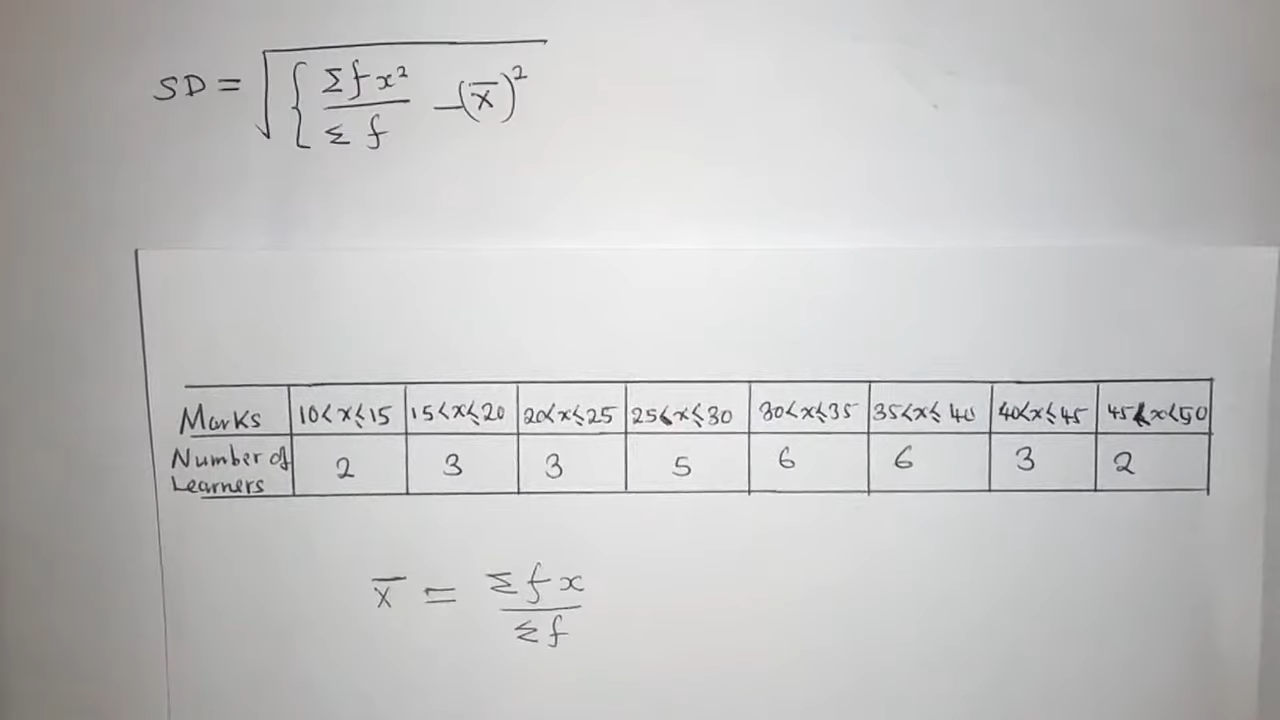 SD = √{ Σfx² / Σf − (x̄)²
Marks 10<x≤15 15<x≤20 20<x≤25 25<x≤30 30<x≤35 35<x≤40 40<x≤45 45<x<50
Number of Learners 2 3 3 5 6 6 3 2
x̄ = Σfx / Σf